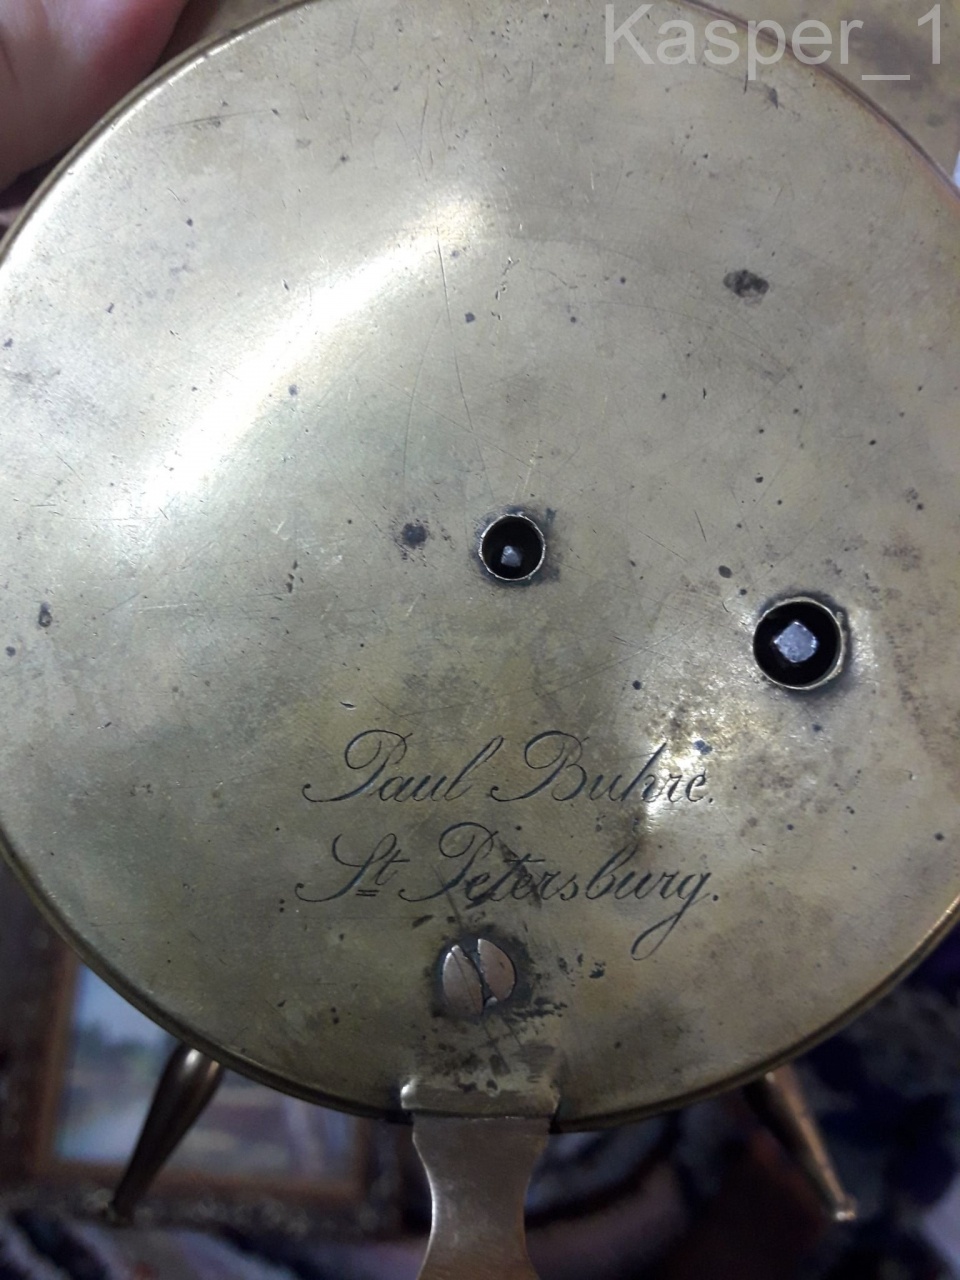 Kasper_1
Paul Buhre.
St Petersburg.